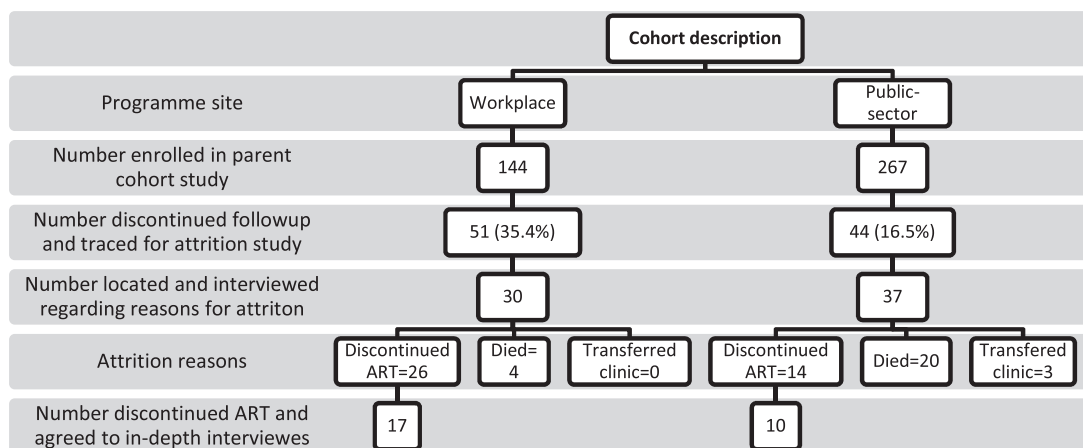 Cohort description
Programme site
Workplace
Public-
sector
Number enrolled in parent
cohort study
144
267
Number discontinued followup
and traced for attrition study
51 (35.4%)
44 (16.5%)
Number located and interviewed
regarding reasons for attriton
30
37
Attrition reasons
Discontinued
ART=26
Died=
4
Transferred
clinic=0
Discontinued
ART=14
Died=20
Transfered
clinic=3
Number discontinued ART and
agreed to in-depth interviewes
17
10